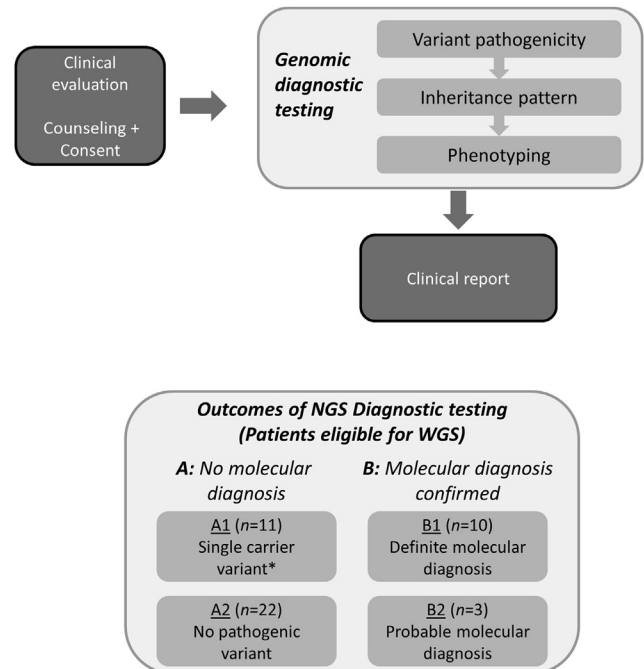 Clinical
evaluation
Counseling +
Consent
Genomic
diagnostic
testing
Variant pathogenicity
Inheritance pattern
Phenotyping
Clinical report
Outcomes of NGS Diagnostic testing
(Patients eligible for WGS)
A: No molecular
diagnosis
B: Molecular diagnosis
confirmed
A1 (n=11)
Single carrier
variant*
B1 (n=10)
Definite molecular
diagnosis
A2 (n=22)
No pathogenic
variant
B2 (n=3)
Probable molecular
diagnosis